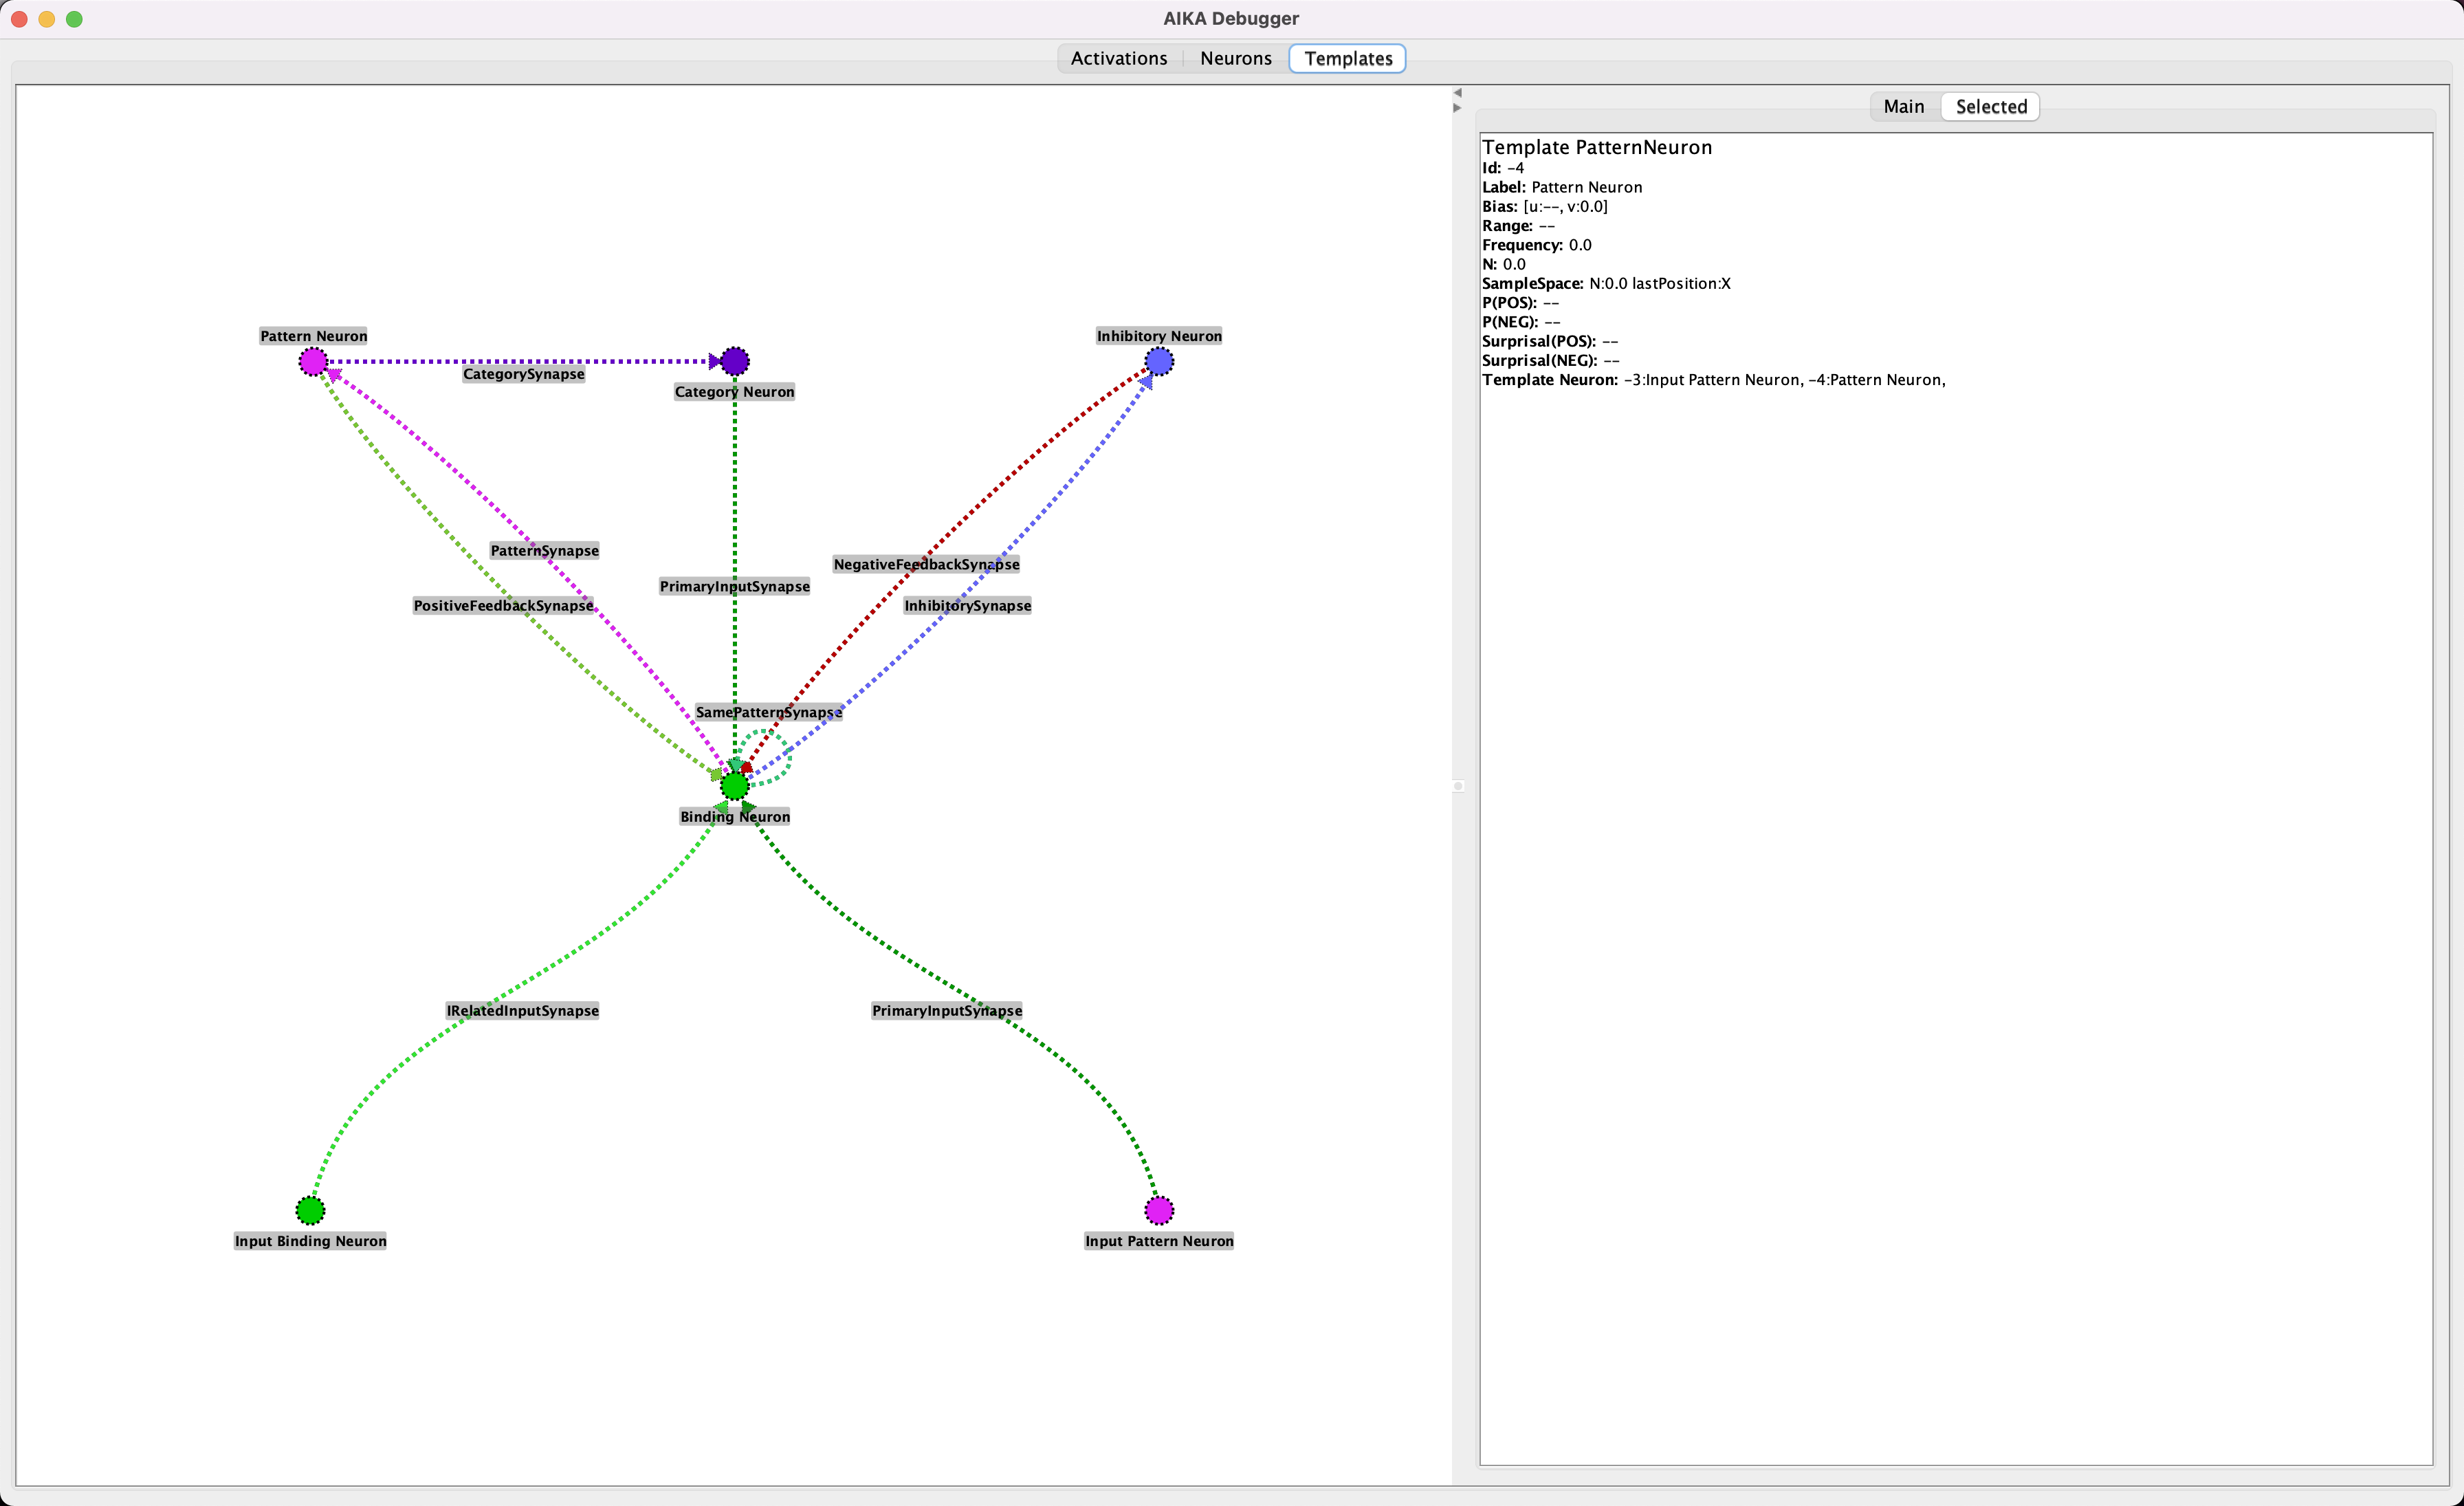 AIKA Debugger
Activations
Neurons
Templates
Main
Selected
Template PatternNeuron
Id: -4
Label: Pattern Neuron
Bias: [u:--, v:0.0]
Range: --
Frequency: 0.0
N: 0.0
SampleSpace: N:0.0 lastPosition:X
P(POS): --
P(NEG): --
Surprisal(POS): --
Surprisal(NEG): --
Template Neuron: -3:Input Pattern Neuron, -4:Pattern Neuron,
Pattern Neuron
Inhibitory Neuron
CategorySynapse
Category Neuron
PatternSynapse
NegativeFeedbackSynapse
PrimaryInputSynapse
PositiveFeedbackSynapse
InhibitorySynapse
SamePatternSynapse
Binding Neuron
IRelatedInputSynapse
PrimaryInputSynapse
Input Binding Neuron
Input Pattern Neuron